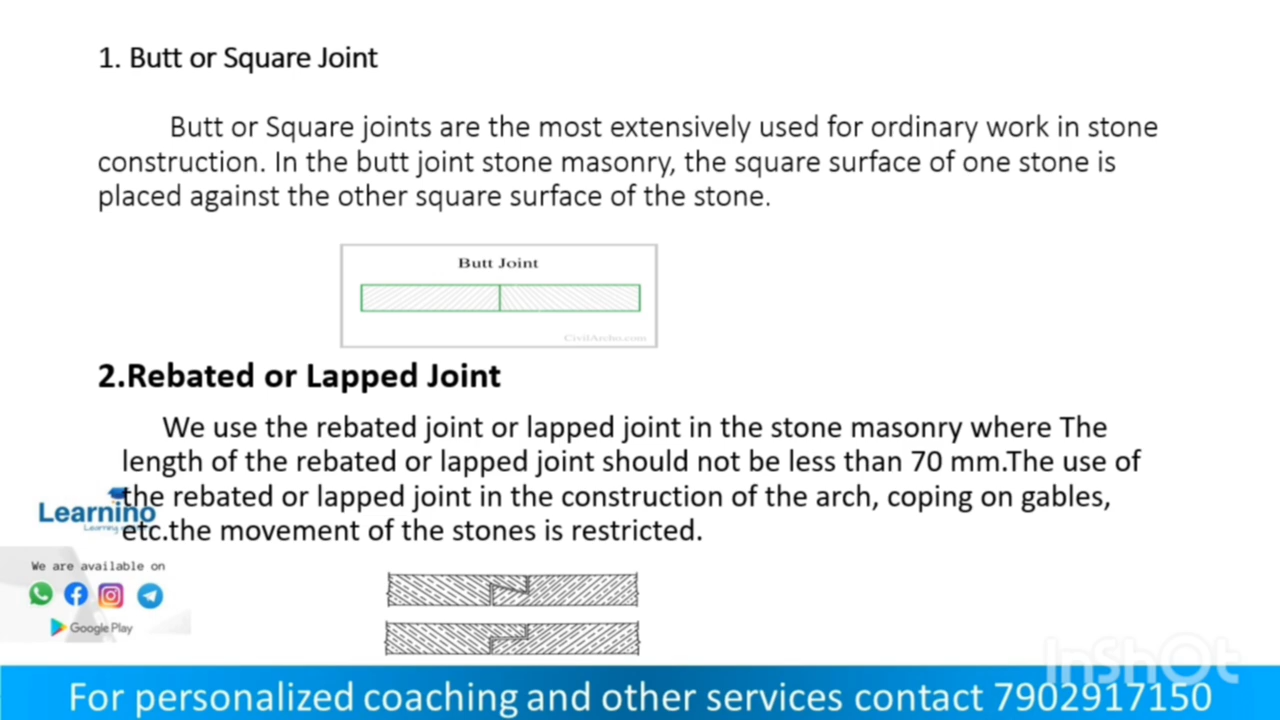 1. Butt or Square Joint
Butt or Square joints are the most extensively used for ordinary work in stone
construction. In the butt joint stone masonry, the square surface of one stone is
placed against the other square surface of the stone.
Butt Joint
CivilArcho.com
2.Rebated or Lapped Joint
We use the rebated joint or lapped joint in the stone masonry where The
length of the rebated or lapped joint should not be less than 70 mm.The use of
the rebated or lapped joint in the construction of the arch, coping on gables,
etc.the movement of the stones is restricted.
Learnino
Learning
We are available on
Google Play
InShOt
For personalized coaching and other services contact 7902917150